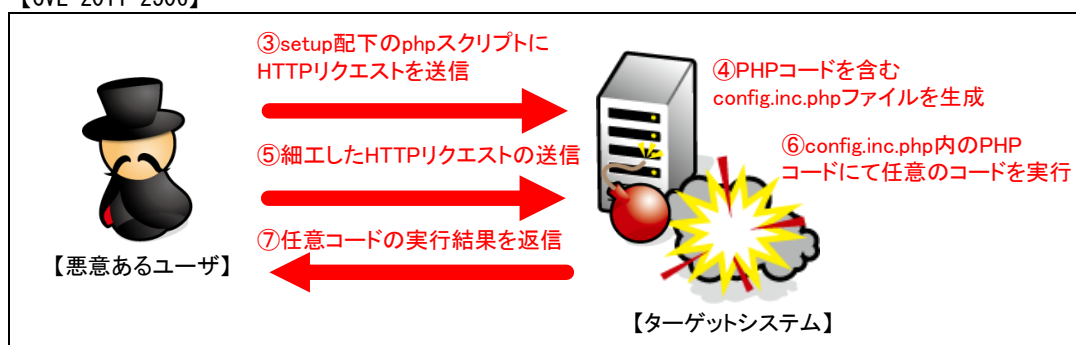 ③setup配下のphpスクリプトに
HTTPリクエストを送信
④PHPコードを含む
config.inc.phpファイルを生成
⑤細工したHTTPリクエストの送信
⑥config.inc.php内のPHP
コードにて任意のコードを実行
⑦任意コードの実行結果を返信
【悪意あるユーザ】
【ターゲットシステム】